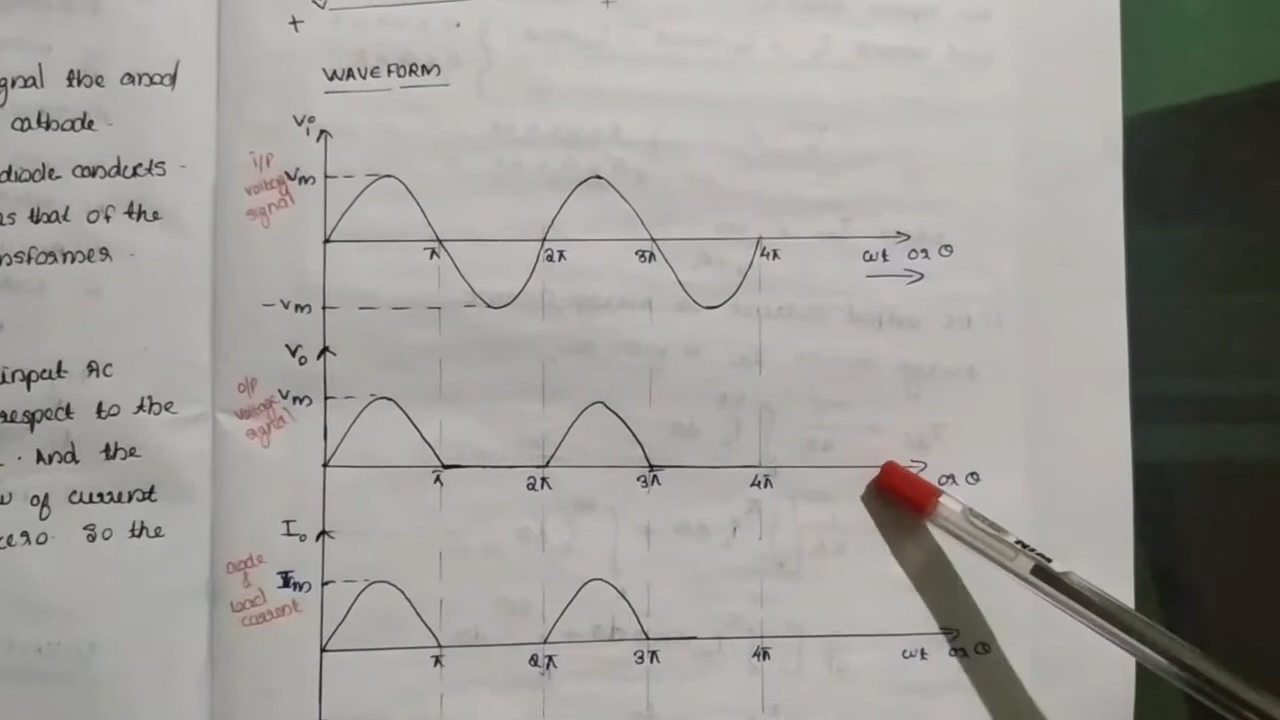 +
+
gnal the anod
cathode.
diode conducts.
as that of the
nsformer.
input AC
respect to the
. And the
w of current
zero. So the
WAVEFORM
Vi
i/p
voltage
signal
Vm
π 2π 3π 4π
ωt or θ
-Vm
Vo
o/p
voltage
signal
Vm
π 2π 3π 4π
or θ
Io
diode
&
load
current
Im
π 2π 3π 4π
ωt or θ